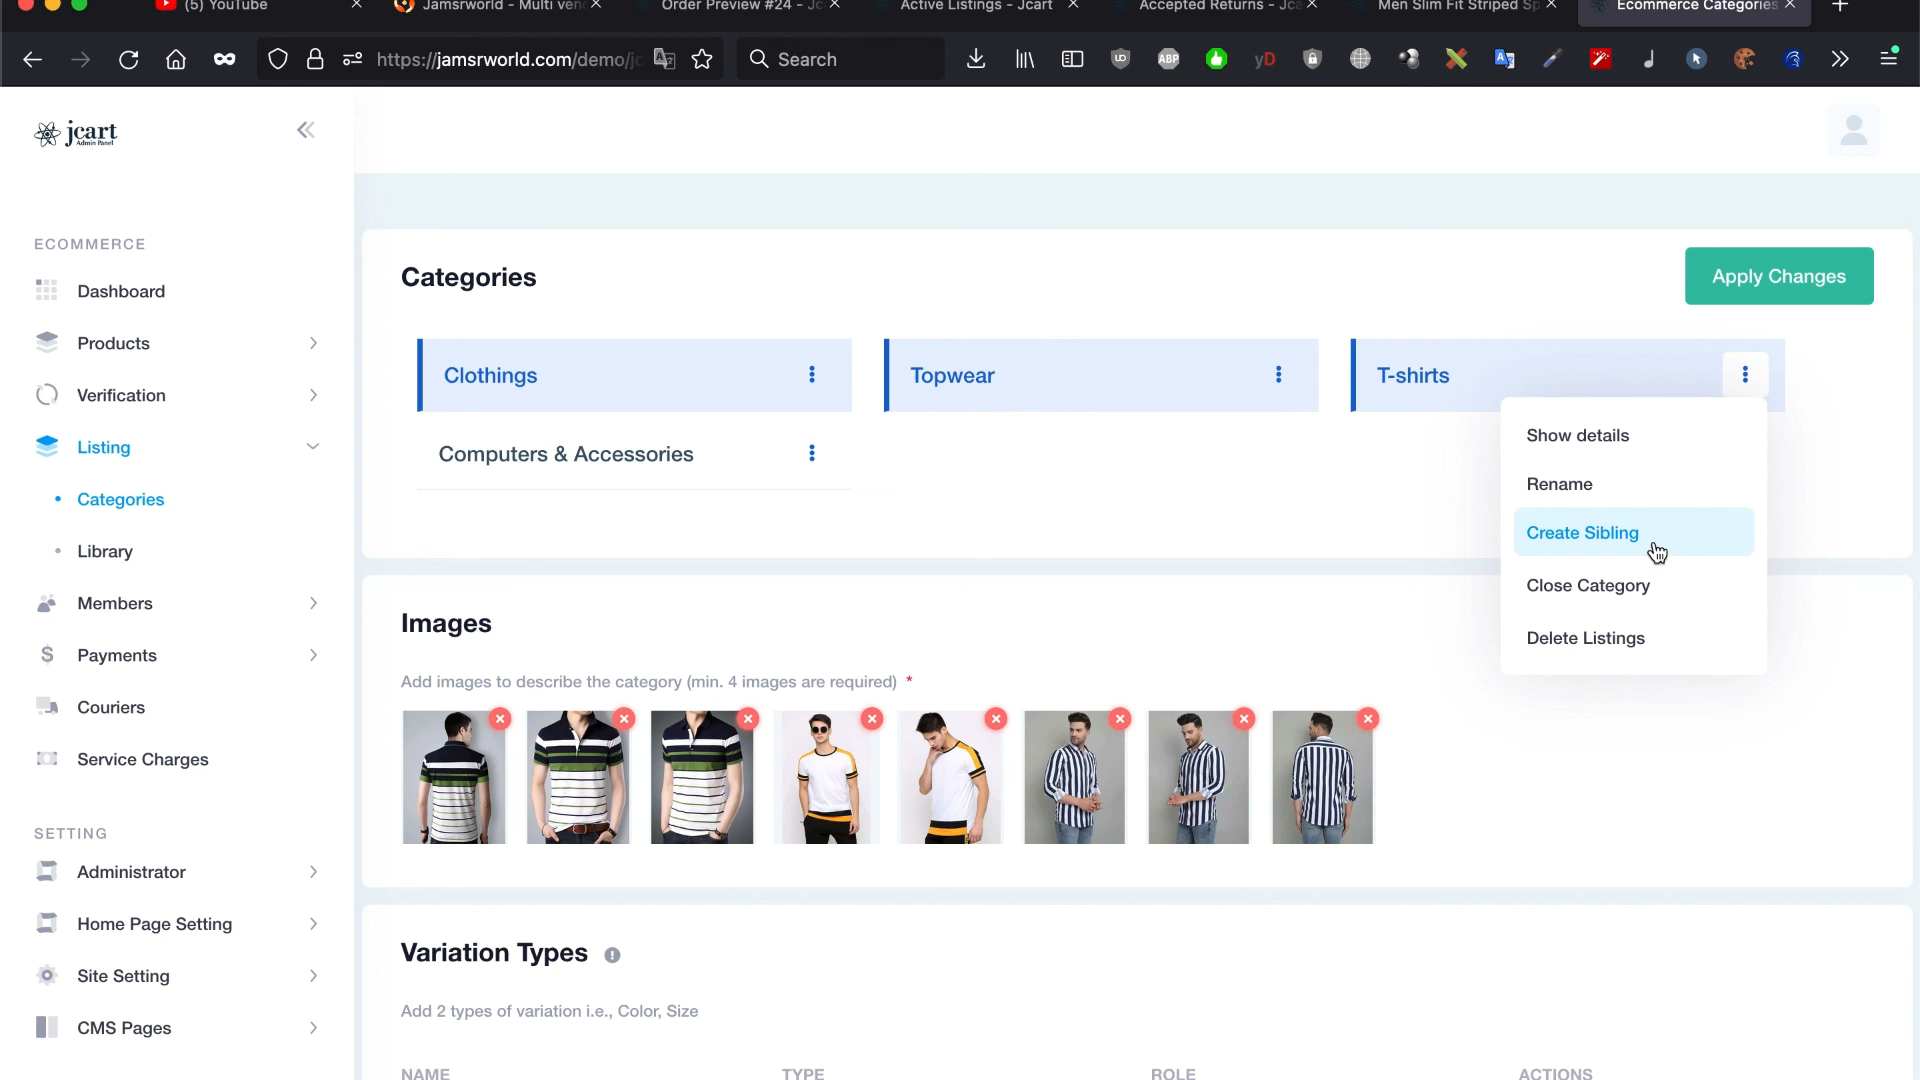 (5) YouTube
Jamsrworld - Multi ven
Order Preview #24 - Jc
Active Listings - Jcart
Accepted Returns - Jca
Men Slim Fit Striped Sp
Ecommerce Categories
https://jamsrworld.com/demo/jc
Search
UD
ABP
yD
jcart
Admin Panel
ECOMMERCE
Dashboard
Products
Verification
Listing
Categories
Library
Members
Payments
Couriers
Service Charges
SETTING
Administrator
Home Page Setting
Site Setting
CMS Pages
Categories
Apply Changes
Clothings
Topwear
T-shirts
Computers & Accessories
Show details
Rename
Create Sibling
Close Category
Delete Listings
Images
Add images to describe the category (min. 4 images are required) *
Variation Types
Add 2 types of variation i.e., Color, Size
NAME
TYPE
ROLE
ACTIONS